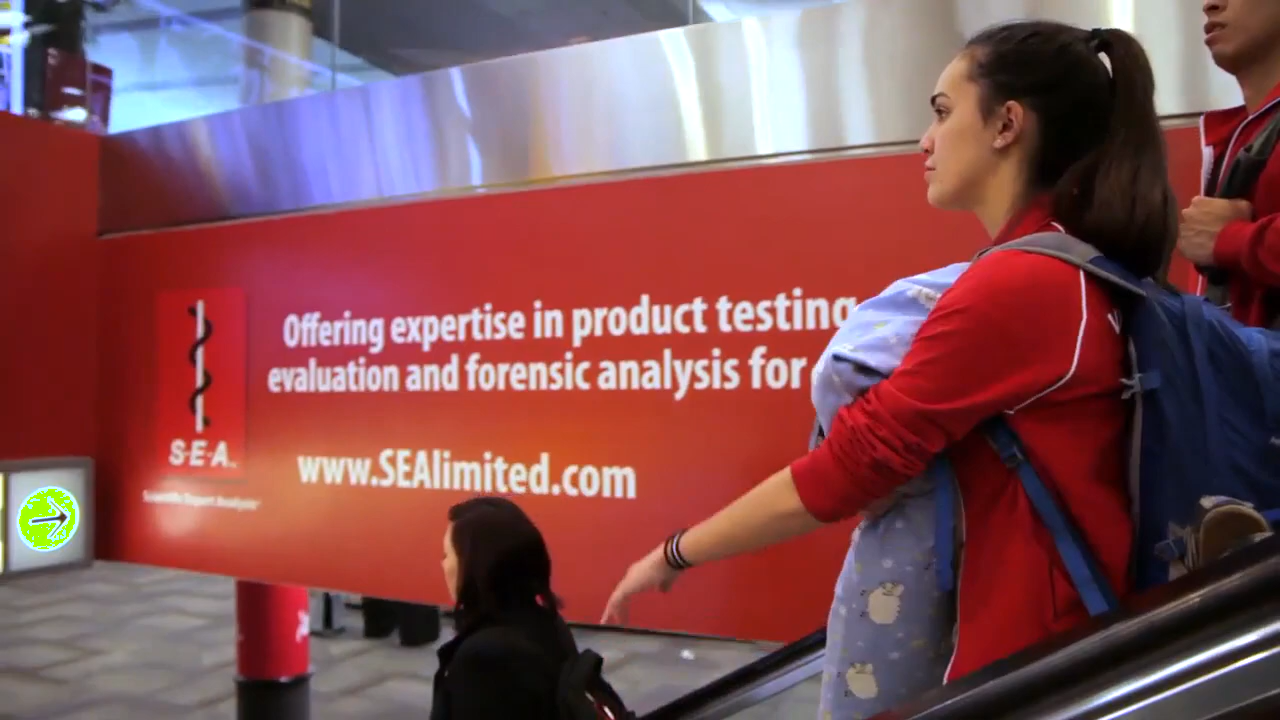 Offering expertise in product testing
evaluation and forensic analysis for
S·E·A
www.SEAlimited.com